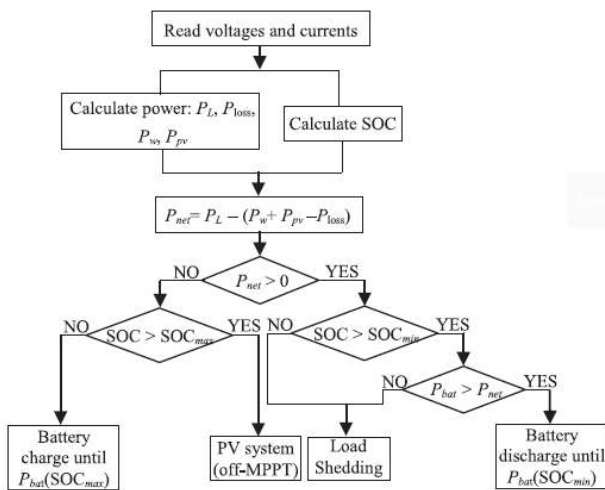 Read voltages and currents
Calculate power: P_L, P_loss,
P_w, P_pv
Calculate SOC
P_net= P_L – (P_w+ P_pv–P_loss)
NO
P_net > 0
YES
NO
SOC > SOC_max
YES
NO
SOC > SOC_min
YES
NO
P_bat > P_net
YES
Battery
charge until
P_bat(SOC_max)
PV system
(off-MPPT)
Load
Shedding
Battery
discharge until
P_bat(SOC_min)